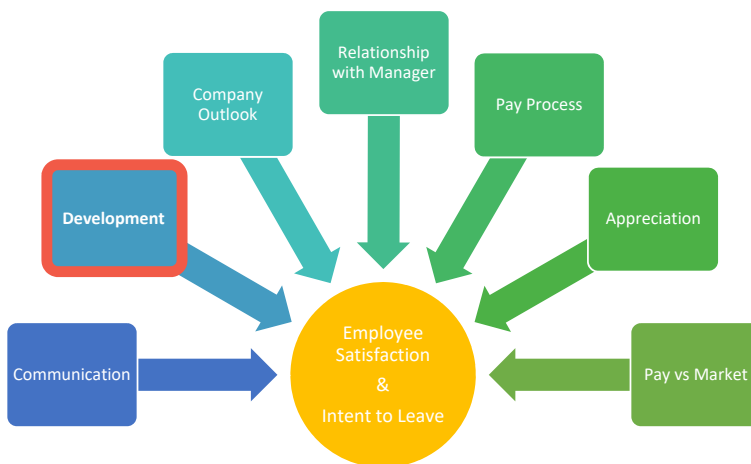 Relationship
with Manager
Company
Outlook
Pay Process
Development
Appreciation
Communication
Employee
Satisfaction
&
Intent to Leave
Pay vs Market